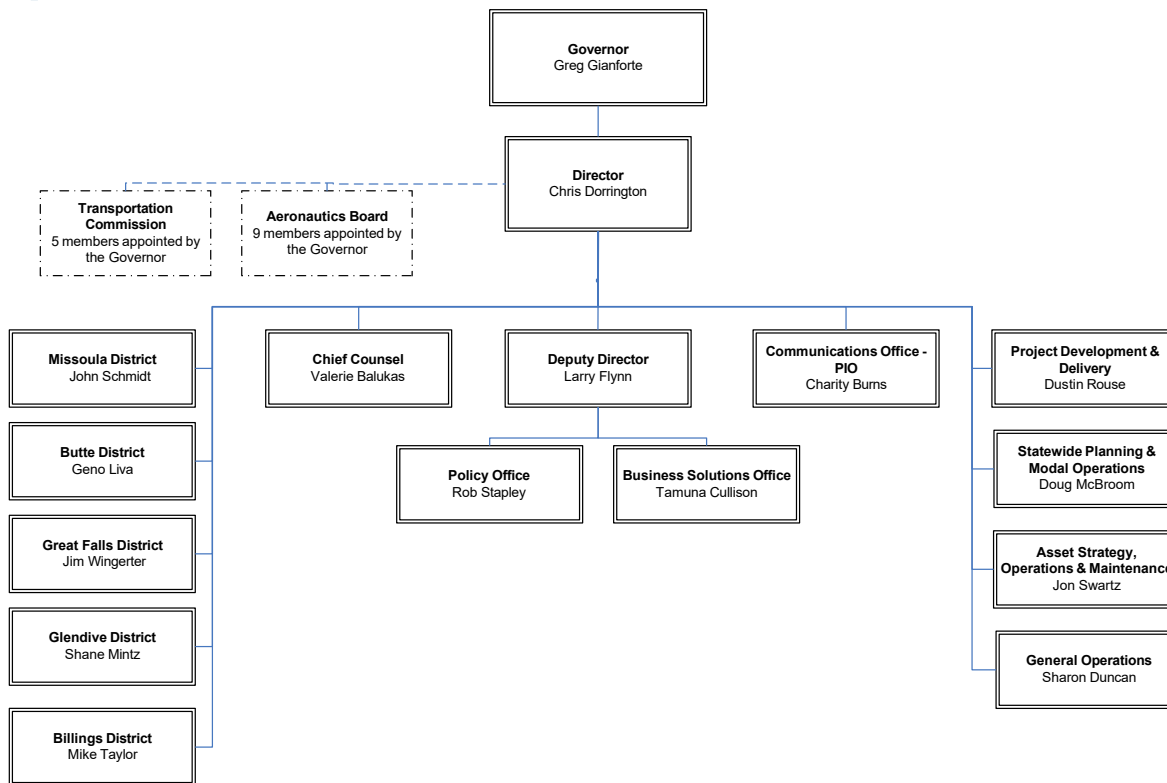 Governor
Greg Gianforte
Director
Chris Dorrington
Transportation
Commission
5 members appointed by
the Governor
Aeronautics Board
9 members appointed by
the Governor
Missoula District
John Schmidt
Chief Counsel
Valerie Balukas
Deputy Director
Larry Flynn
Communications Office -
PIO
Charity Burns
Project Development &
Delivery
Dustin Rouse
Butte District
Geno Liva
Policy Office
Rob Stapley
Business Solutions Office
Tamuna Cullison
Statewide Planning &
Modal Operations
Doug McBroom
Great Falls District
Jim Wingerter
Asset Strategy,
Operations & Maintenance
Jon Swartz
Glendive District
Shane Mintz
General Operations
Sharon Duncan
Billings District
Mike Taylor